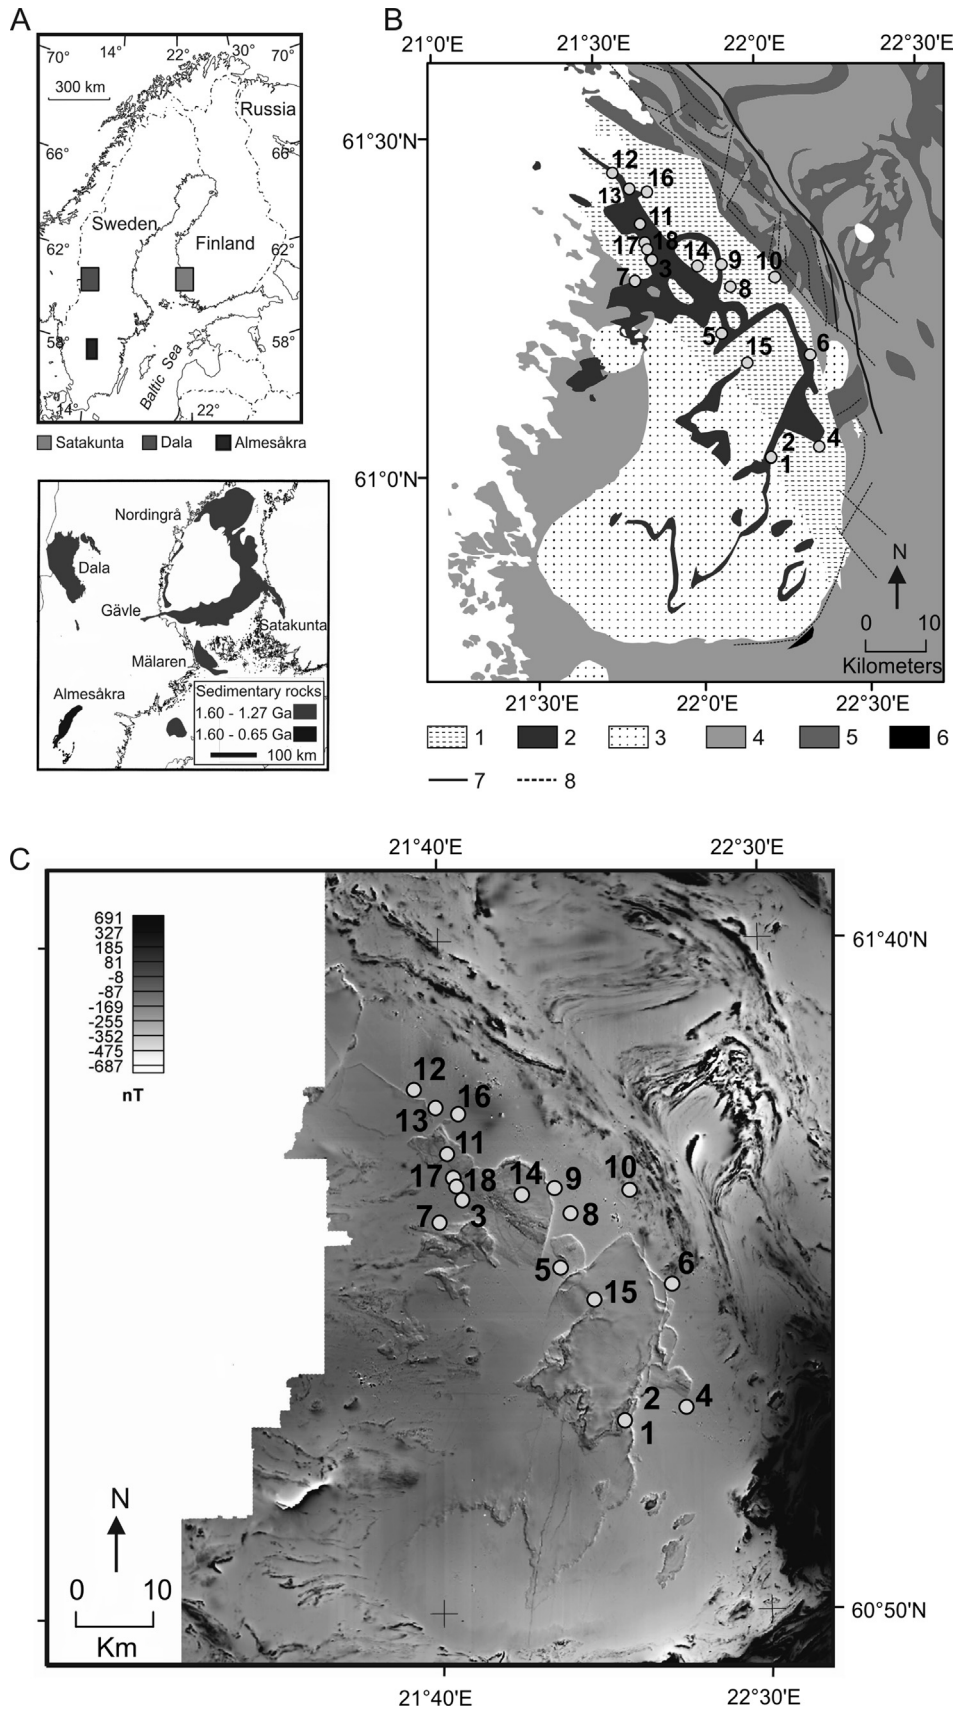 A
70° 14° 22° 30° 70°
300 km
Russia
66° 66°
Sweden
Finland
62° 62°
58° 58°
Baltic Sea
14° 22°
Satakunta Dala Almesåkra
Nordingrå
Dala
Gävle
Satakunta
Mälaren
Almesåkra
Sedimentary rocks
1.60 - 1.27 Ga
1.60 - 0.65 Ga
100 km
B
21°0'E 21°30'E 22°0'E 22°30'E
61°30'N
12
16
13
11
18
17
3
14
9
10
7
8
5
15
6
2
4
1
61°0'N
N
0 10
Kilometers
21°30'E 22°0'E 22°30'E
1 2 3 4 5 6
7 8
C
21°40'E 22°30'E
691
327
185
81
-8
-87
-169
-255
-352
-475
-687
nT
61°40'N
12
16
13
11
17
18
14
9
10
7
3
8
5
6
15
2
4
1
N
0 10
Km
60°50'N
21°40'E 22°30'E